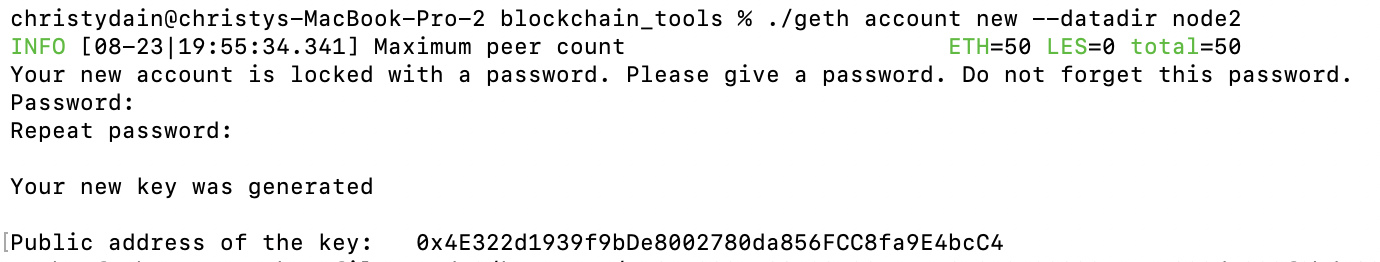 christydain@christys-MacBook-Pro-2 blockchain_tools % ./geth account new --datadir node2
INFO [08-23|19:55:34.341] Maximum peer count ETH=50 LES=0 total=50
Your new account is locked with a password. Please give a password. Do not forget this password.
Password:
Repeat password:
Your new key was generated
[Public address of the key: 0x4E322d1939f9bDe8002780da856FCC8fa9E4bcC4